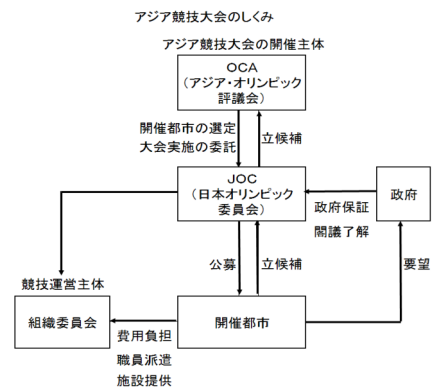 アジア競技大会のしくみ
アジア競技大会の開催主体
OCA
（アジア・オリンピック
評議会）
開催都市の選定
大会実施の委託
立候補
JOC
（日本オリンピック
委員会）
政府保証
閣議了解
政府
公募
立候補
要望
競技運営主体
組織委員会
費用負担
職員派遣
施設提供
開催都市